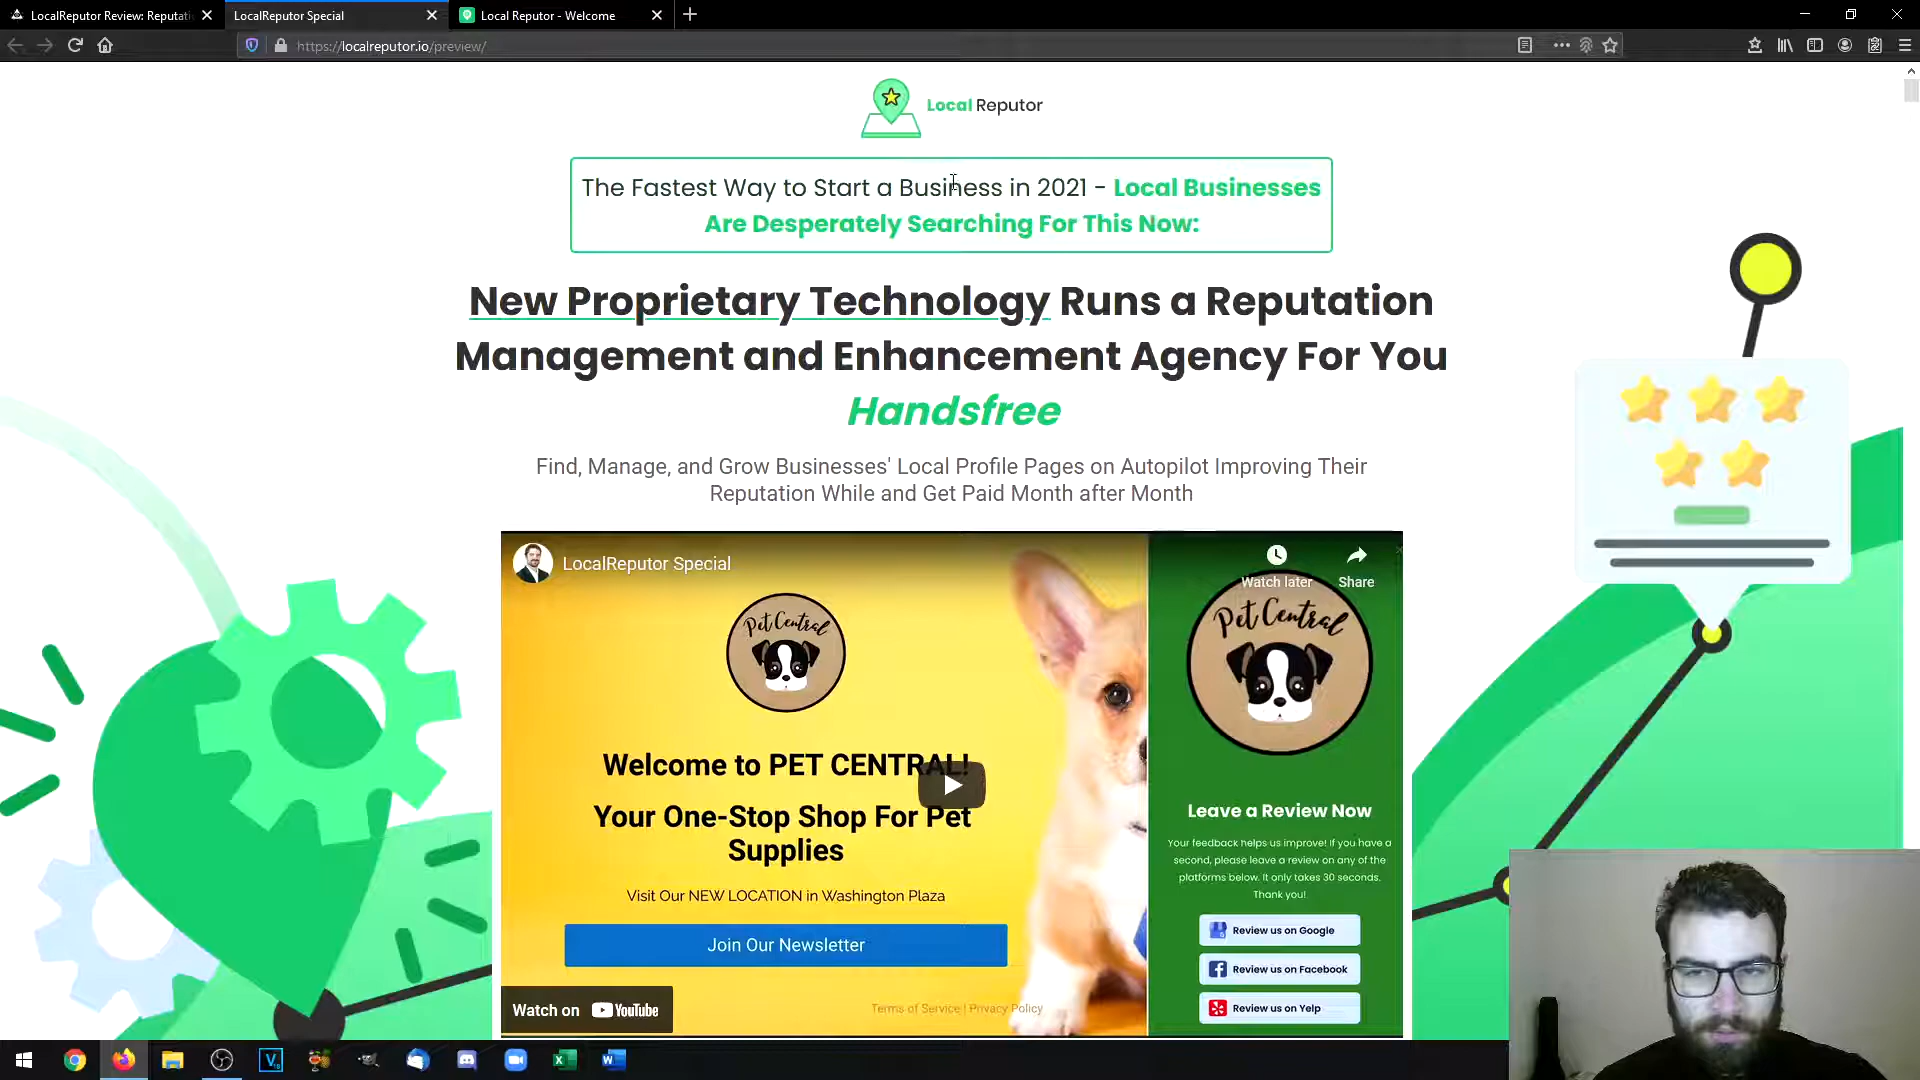 LocalReputor Review: Reputati
LocalReputor Special
Local Reputor - Welcome
https://localreputor.io/preview/
Local Reputor
The Fastest Way to Start a Business in 2021 - Local Businesses
Are Desperately Searching For This Now:
New Proprietary Technology Runs a Reputation
Management and Enhancement Agency For You
Handsfree
Find, Manage, and Grow Businesses' Local Profile Pages on Autopilot Improving Their
Reputation While and Get Paid Month after Month
LocalReputor Special
Watch later
Share
Pet Central
Pet Central
Welcome to PET CENTRAL!
Your One-Stop Shop For Pet
Supplies
Visit Our NEW LOCATION in Washington Plaza
Join Our Newsletter
Terms of Service | Privacy Policy
Watch on YouTube
Leave a Review Now
Your feedback helps us improve! If you have a
second, please leave a review on any of the
platforms below. It only takes 30 seconds.
Thank you!
Review us on Google
Review us on Facebook
Review us on Yelp